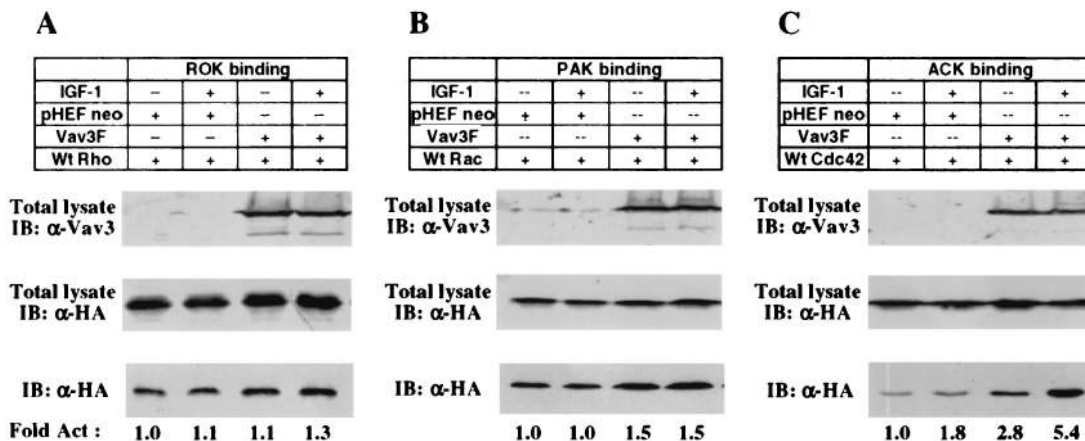 A
ROK binding
IGF-1 – + – +
pHEF neo + + – –
Vav3F – – + +
Wt Rho + + + +
Total lysate
IB: α-Vav3
Total lysate
IB: α-HA
IB: α-HA
Fold Act : 1.0 1.1 1.1 1.3
B
PAK binding
IGF-1 -- + -- +
pHEF neo + + -- --
Vav3F -- -- + +
Wt Rac + + + +
Total lysate
IB: α-Vav3
Total lysate
IB: α-HA
IB: α-HA
1.0 1.0 1.5 1.5
C
ACK binding
IGF-1 -- + -- +
pHEF neo + + -- --
Vav3F -- -- + +
Wt Cdc42 + + + +
Total lysate
IB: α-Vav3
Total lysate
IB: α-HA
IB: α-HA
1.0 1.8 2.8 5.4